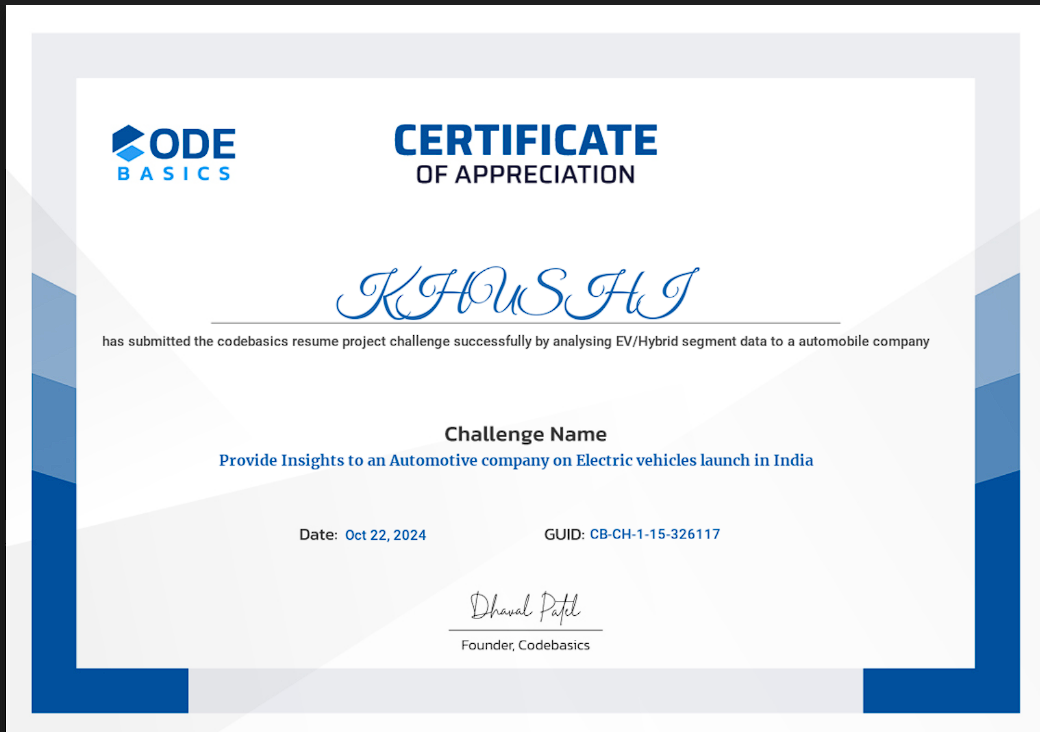 CODE
BASICS
CERTIFICATE
OF APPRECIATION
KHUSHI
has submitted the codebasics resume project challenge successfully by analysing EV/Hybrid segment data to a automobile company
Challenge Name
Provide Insights to an Automotive company on Electric vehicles launch in India
Date: Oct 22, 2024
GUID: CB-CH-1-15-326117
Dhaval Patel
Founder, Codebasics